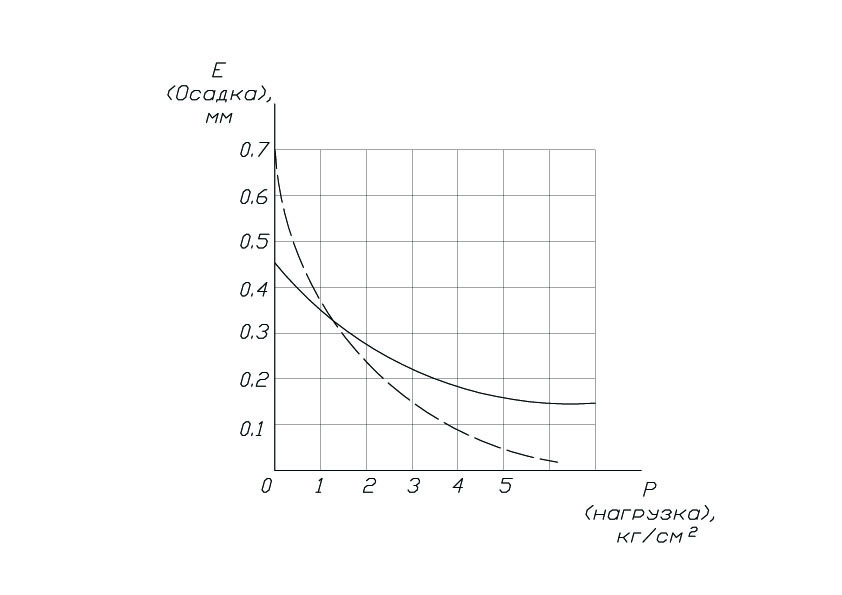 E
(Осадка),
мм
0,7
0,6
0,5
0,4
0,3
0,2
0,1
0 1 2 3 4 5
P
(нагрузка),
кг/см²